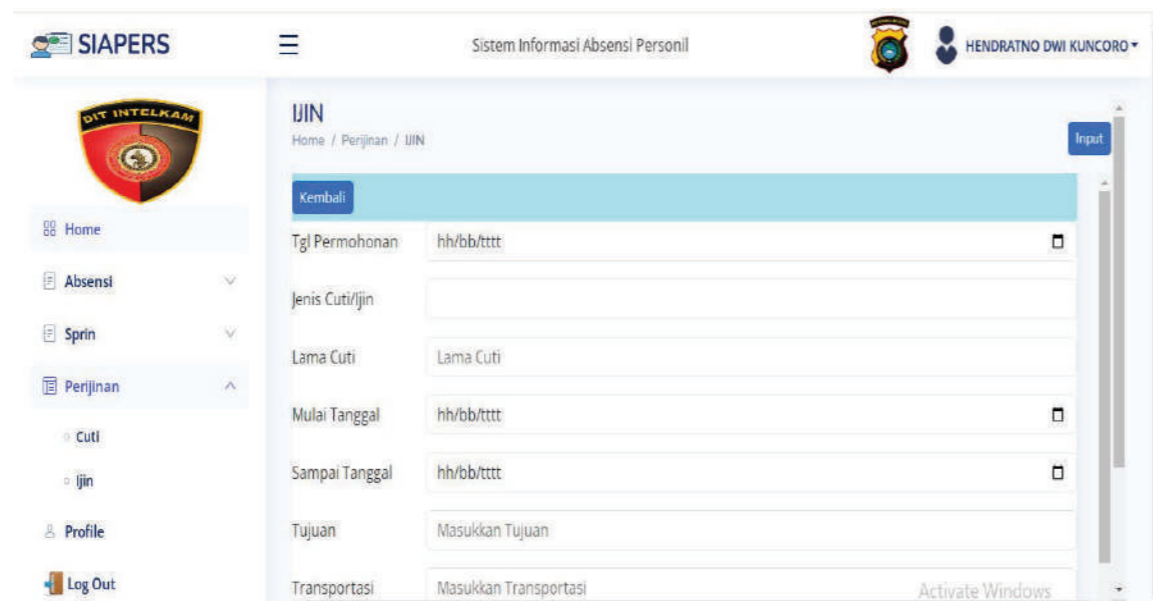 SIAPERS
Sistem Informasi Absensi Personil
HENDRATNO DWI KUNCORO
DIT INTELKAM
IJIN
Home / Perijinan / IJIN
Input
Kembali
Home
Absensi
Sprin
Perijinan
Cuti
Ijin
Profile
Log Out
Tgl Permohonan hh/bb/tttt
Jenis Cuti/Ijin
Lama Cuti Lama Cuti
Mulai Tanggal hh/bb/tttt
Sampai Tanggal hh/bb/tttt
Tujuan Masukkan Tujuan
Transportasi Masukkan Transportasi
Activate Windows